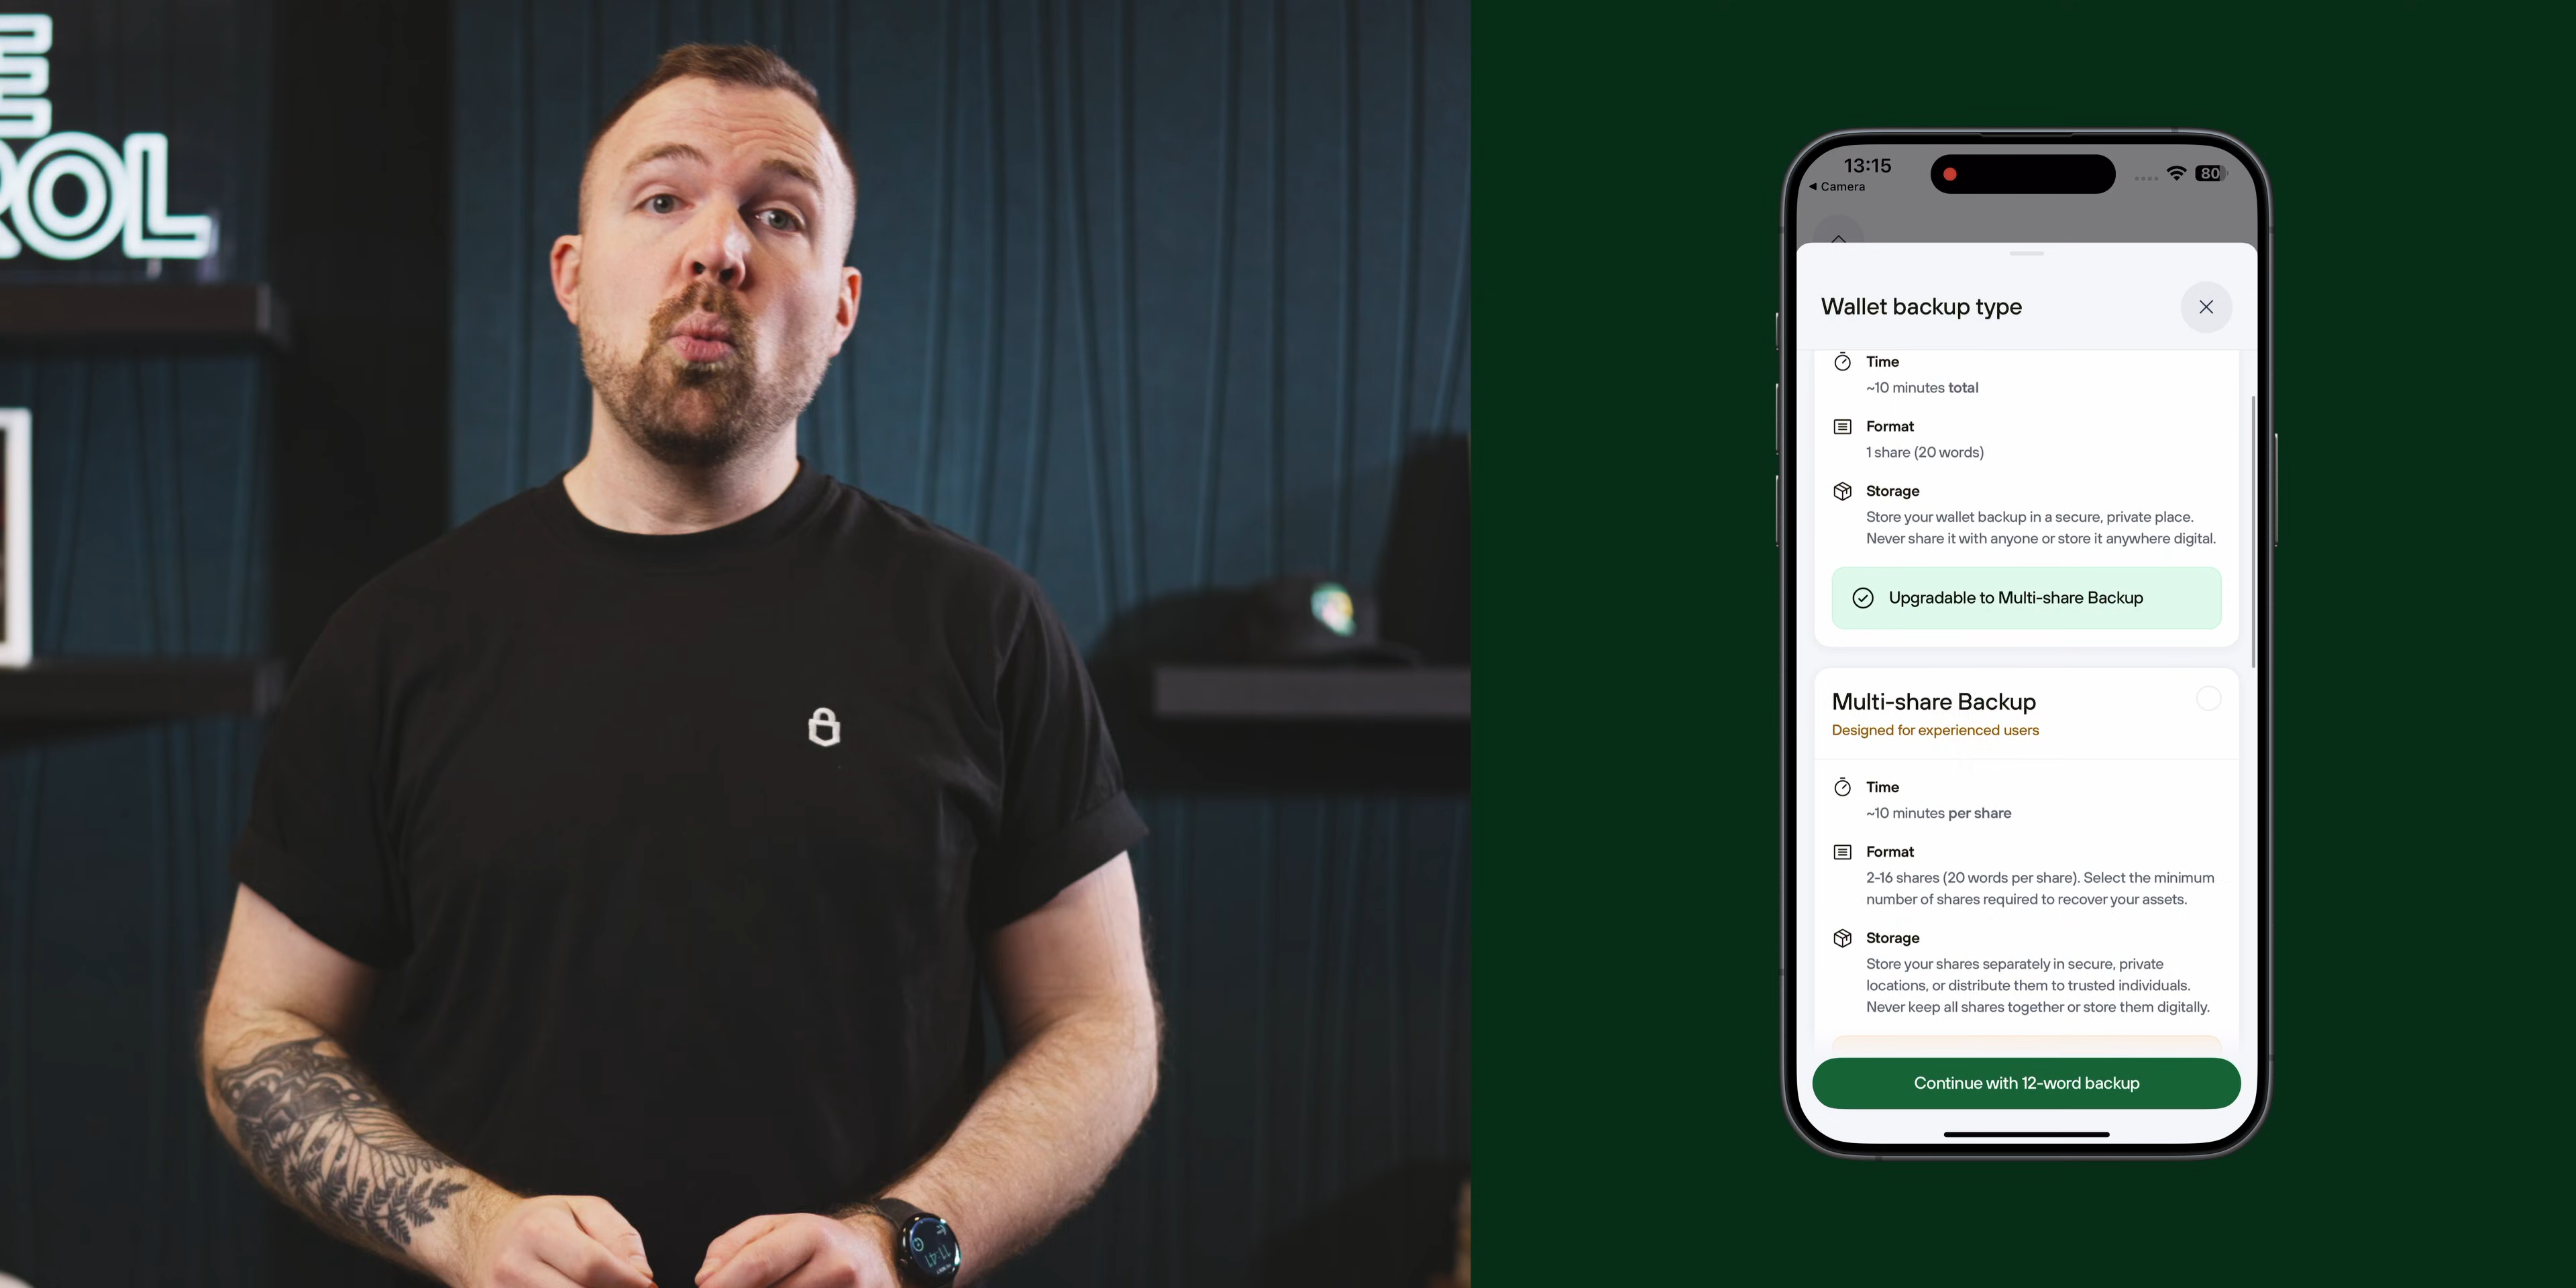 E
ROL
11:41
13:15
80
Camera
Wallet backup type
Time
~10 minutes total
Format
1 share (20 words)
Storage
Store your wallet backup in a secure, private place.
Never share it with anyone or store it anywhere digital.
Upgradable to Multi-share Backup
Multi-share Backup
Designed for experienced users
Time
~10 minutes per share
Format
2-16 shares (20 words per share). Select the minimum
number of shares required to recover your assets.
Storage
Store your shares separately in secure, private
locations, or distribute them to trusted individuals.
Never keep all shares together or store them digitally.
Continue with 12-word backup